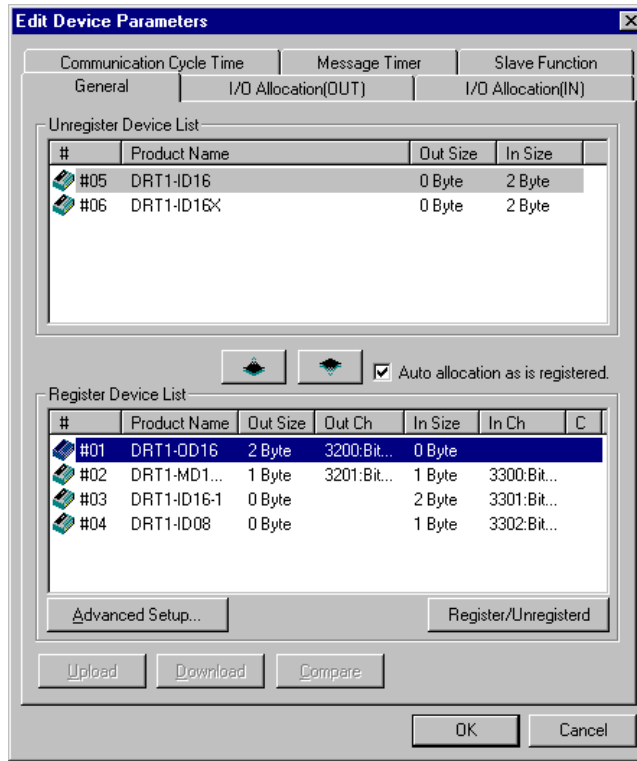 Edit Device Parameters
Communication Cycle Time Message Timer Slave Function
General I/O Allocation(OUT) I/O Allocation(IN)
Unregister Device List
# Product Name Out Size In Size
#05 DRT1-ID16 0 Byte 2 Byte
#06 DRT1-ID16X 0 Byte 2 Byte
Auto allocation as is registered.
Register Device List
# Product Name Out Size Out Ch In Size In Ch C
#01 DRT1-OD16 2 Byte 3200:Bit... 0 Byte
#02 DRT1-MD1... 1 Byte 3201:Bit... 1 Byte 3300:Bit...
#03 DRT1-ID16-1 0 Byte 2 Byte 3301:Bit...
#04 DRT1-ID08 0 Byte 1 Byte 3302:Bit...
Advanced Setup... Register/Unregisterd
Upload Download Compare
OK Cancel